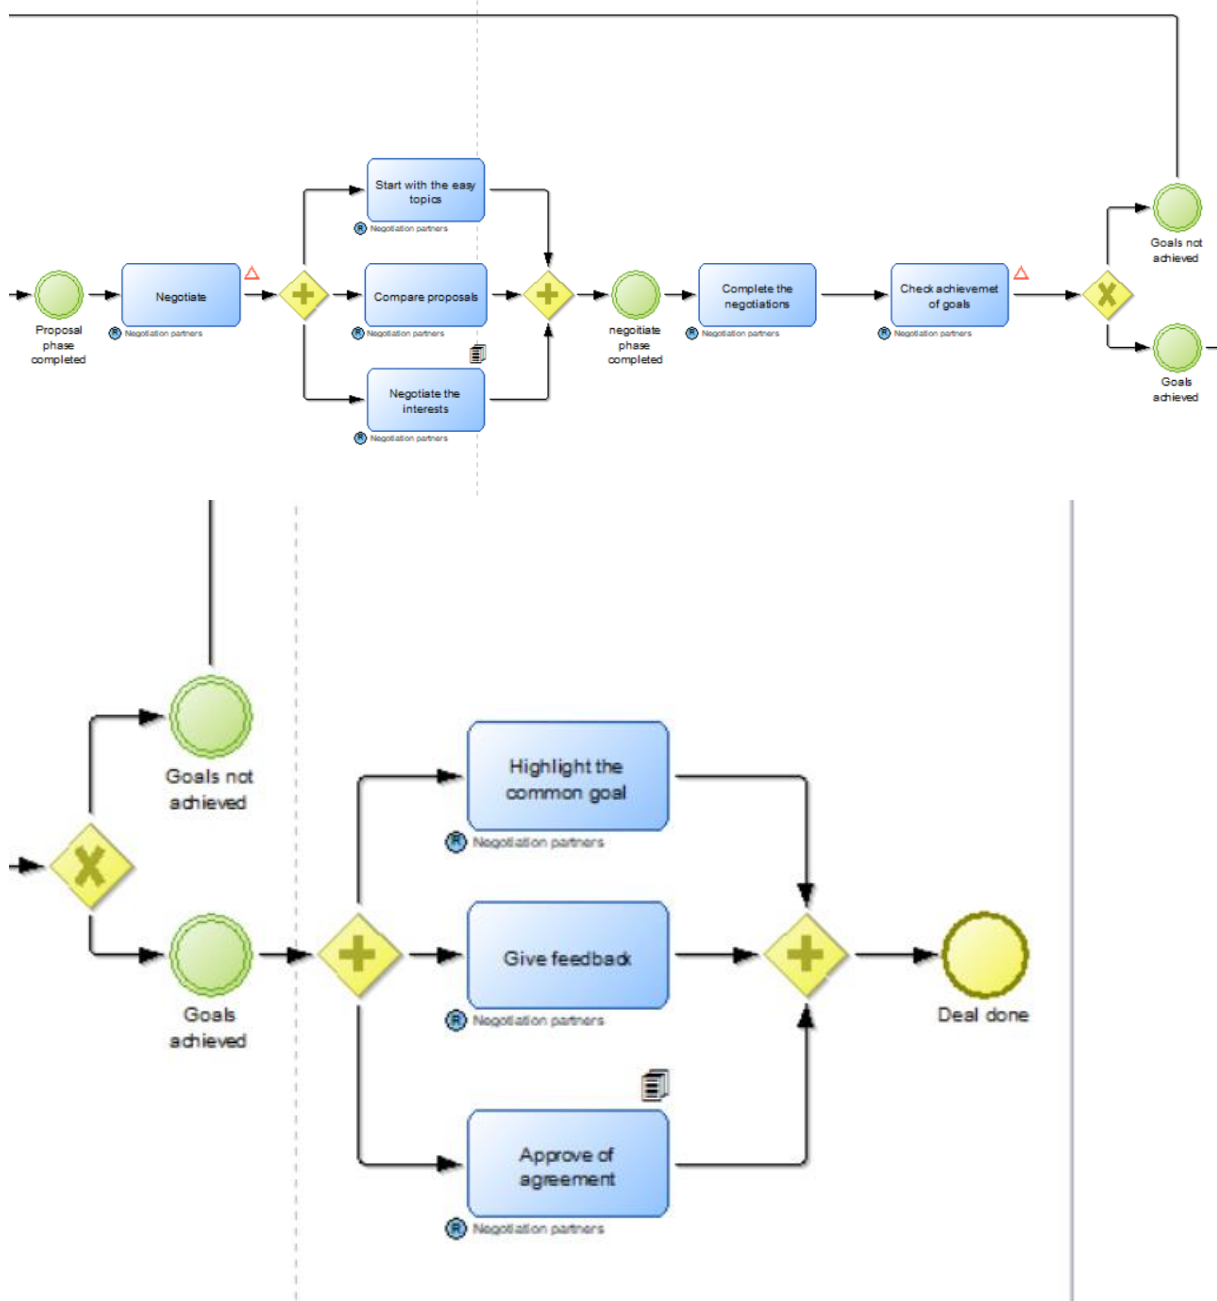 Start with the easy
topics
R Negotiation partners
Goals not
achieved
Negotiate
R Negotiation partners
Proposal
phase
completed
Compare proposals
R Negotiation partners
negoitiate
phase
completed
Complete the
negotiations
R Negotiation partners
Check achievemet
of goals
R Negotiation partners
X
Goals
achieved
Negotiate the
interests
R Negotiation partners
Goals not
achieved
X
Goals
achieved
Highlight the
common goal
R Negotiation partners
Give feedback
R Negotiation partners
Deal done
Approve of
agreement
R Negotiation partners